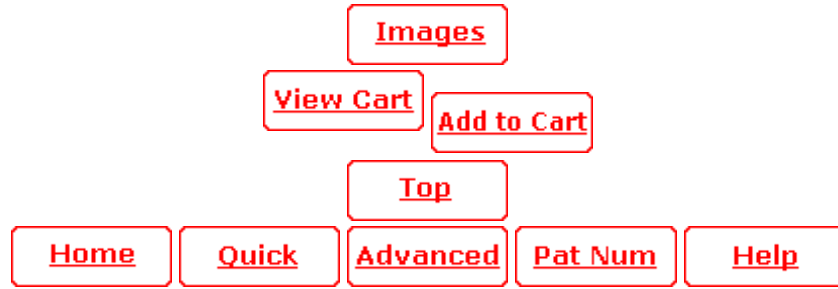 Images
View Cart
Add to Cart
Top
Home Quick Advanced Pat Num Help